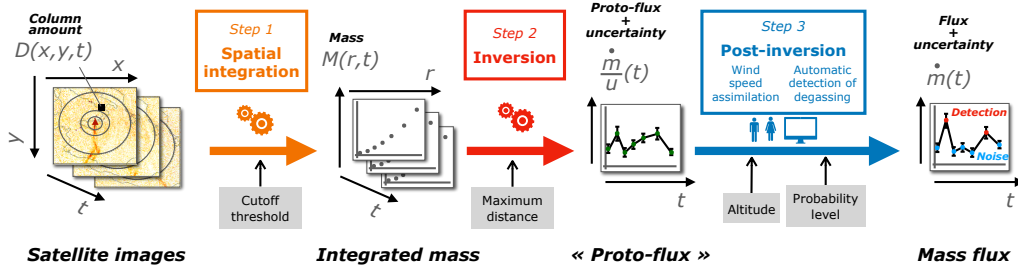 Column
amount
D(x,y,t)
x
y
t
Satellite images
Step 1
Spatial
integration
Cutoff
threshold
Mass
M(r,t)
r
t
Integrated mass
Step 2
Inversion
Maximum
distance
Proto-flux
+
uncertainty
ṁ/u (t)
t
« Proto-flux »
Step 3
Post-inversion
Wind
speed
assimilation
Automatic
detection of
degassing
Altitude
Probability
level
Flux
+
uncertainty
ṁ(t)
Detection
Noise
t
Mass flux